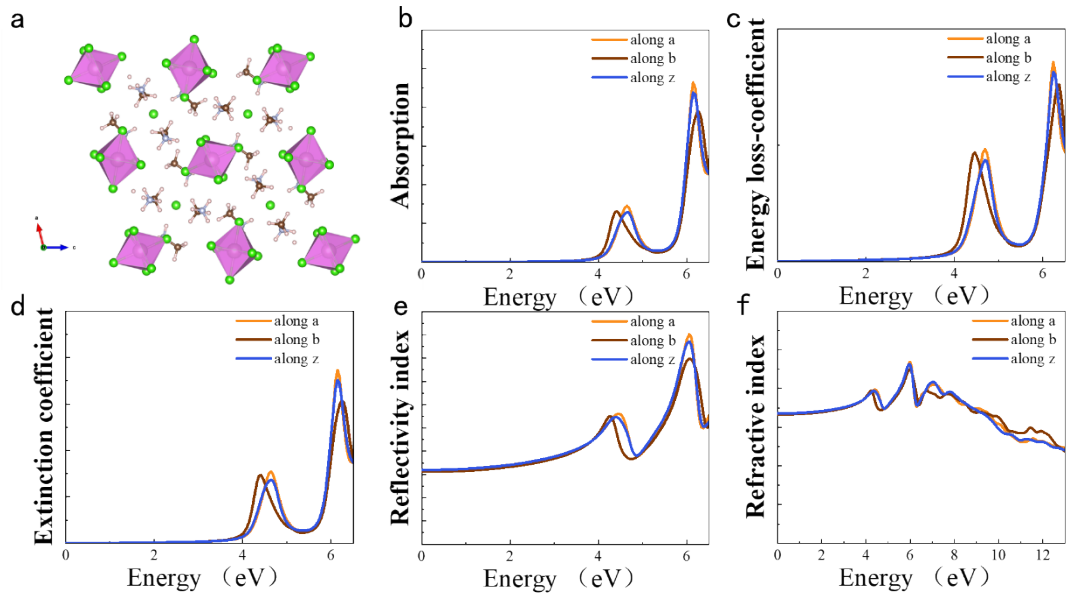 a
a
c
b
Absorption
along a
along b
along z
0
2
4
6
Energy （eV）
c
Energy loss-coefficient
along a
along b
along z
0
2
4
6
Energy （eV）
d
Extinction coefficient
along a
along b
along z
0
2
4
6
Energy （eV）
e
Reflectivity index
along a
along b
along z
0
2
4
6
Energy （eV）
f
Refractive index
along a
along b
along z
0
2
4
6
8
10
12
Energy （eV）